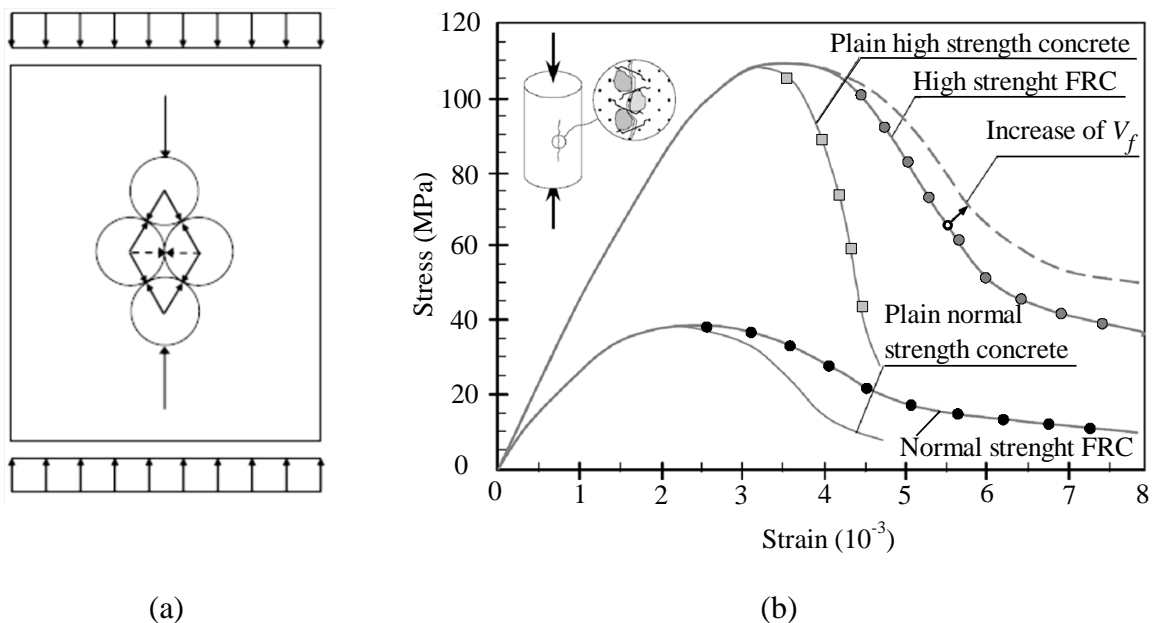 120
100
80
60
40
20
0
Stress (MPa)
0
1
2
3
4
5
6
7
8
Strain (10-3)
Plain high strength concrete
High strenght FRC
Increase of Vf
Plain normal
strength concrete
Normal strenght FRC
(a)
(b)